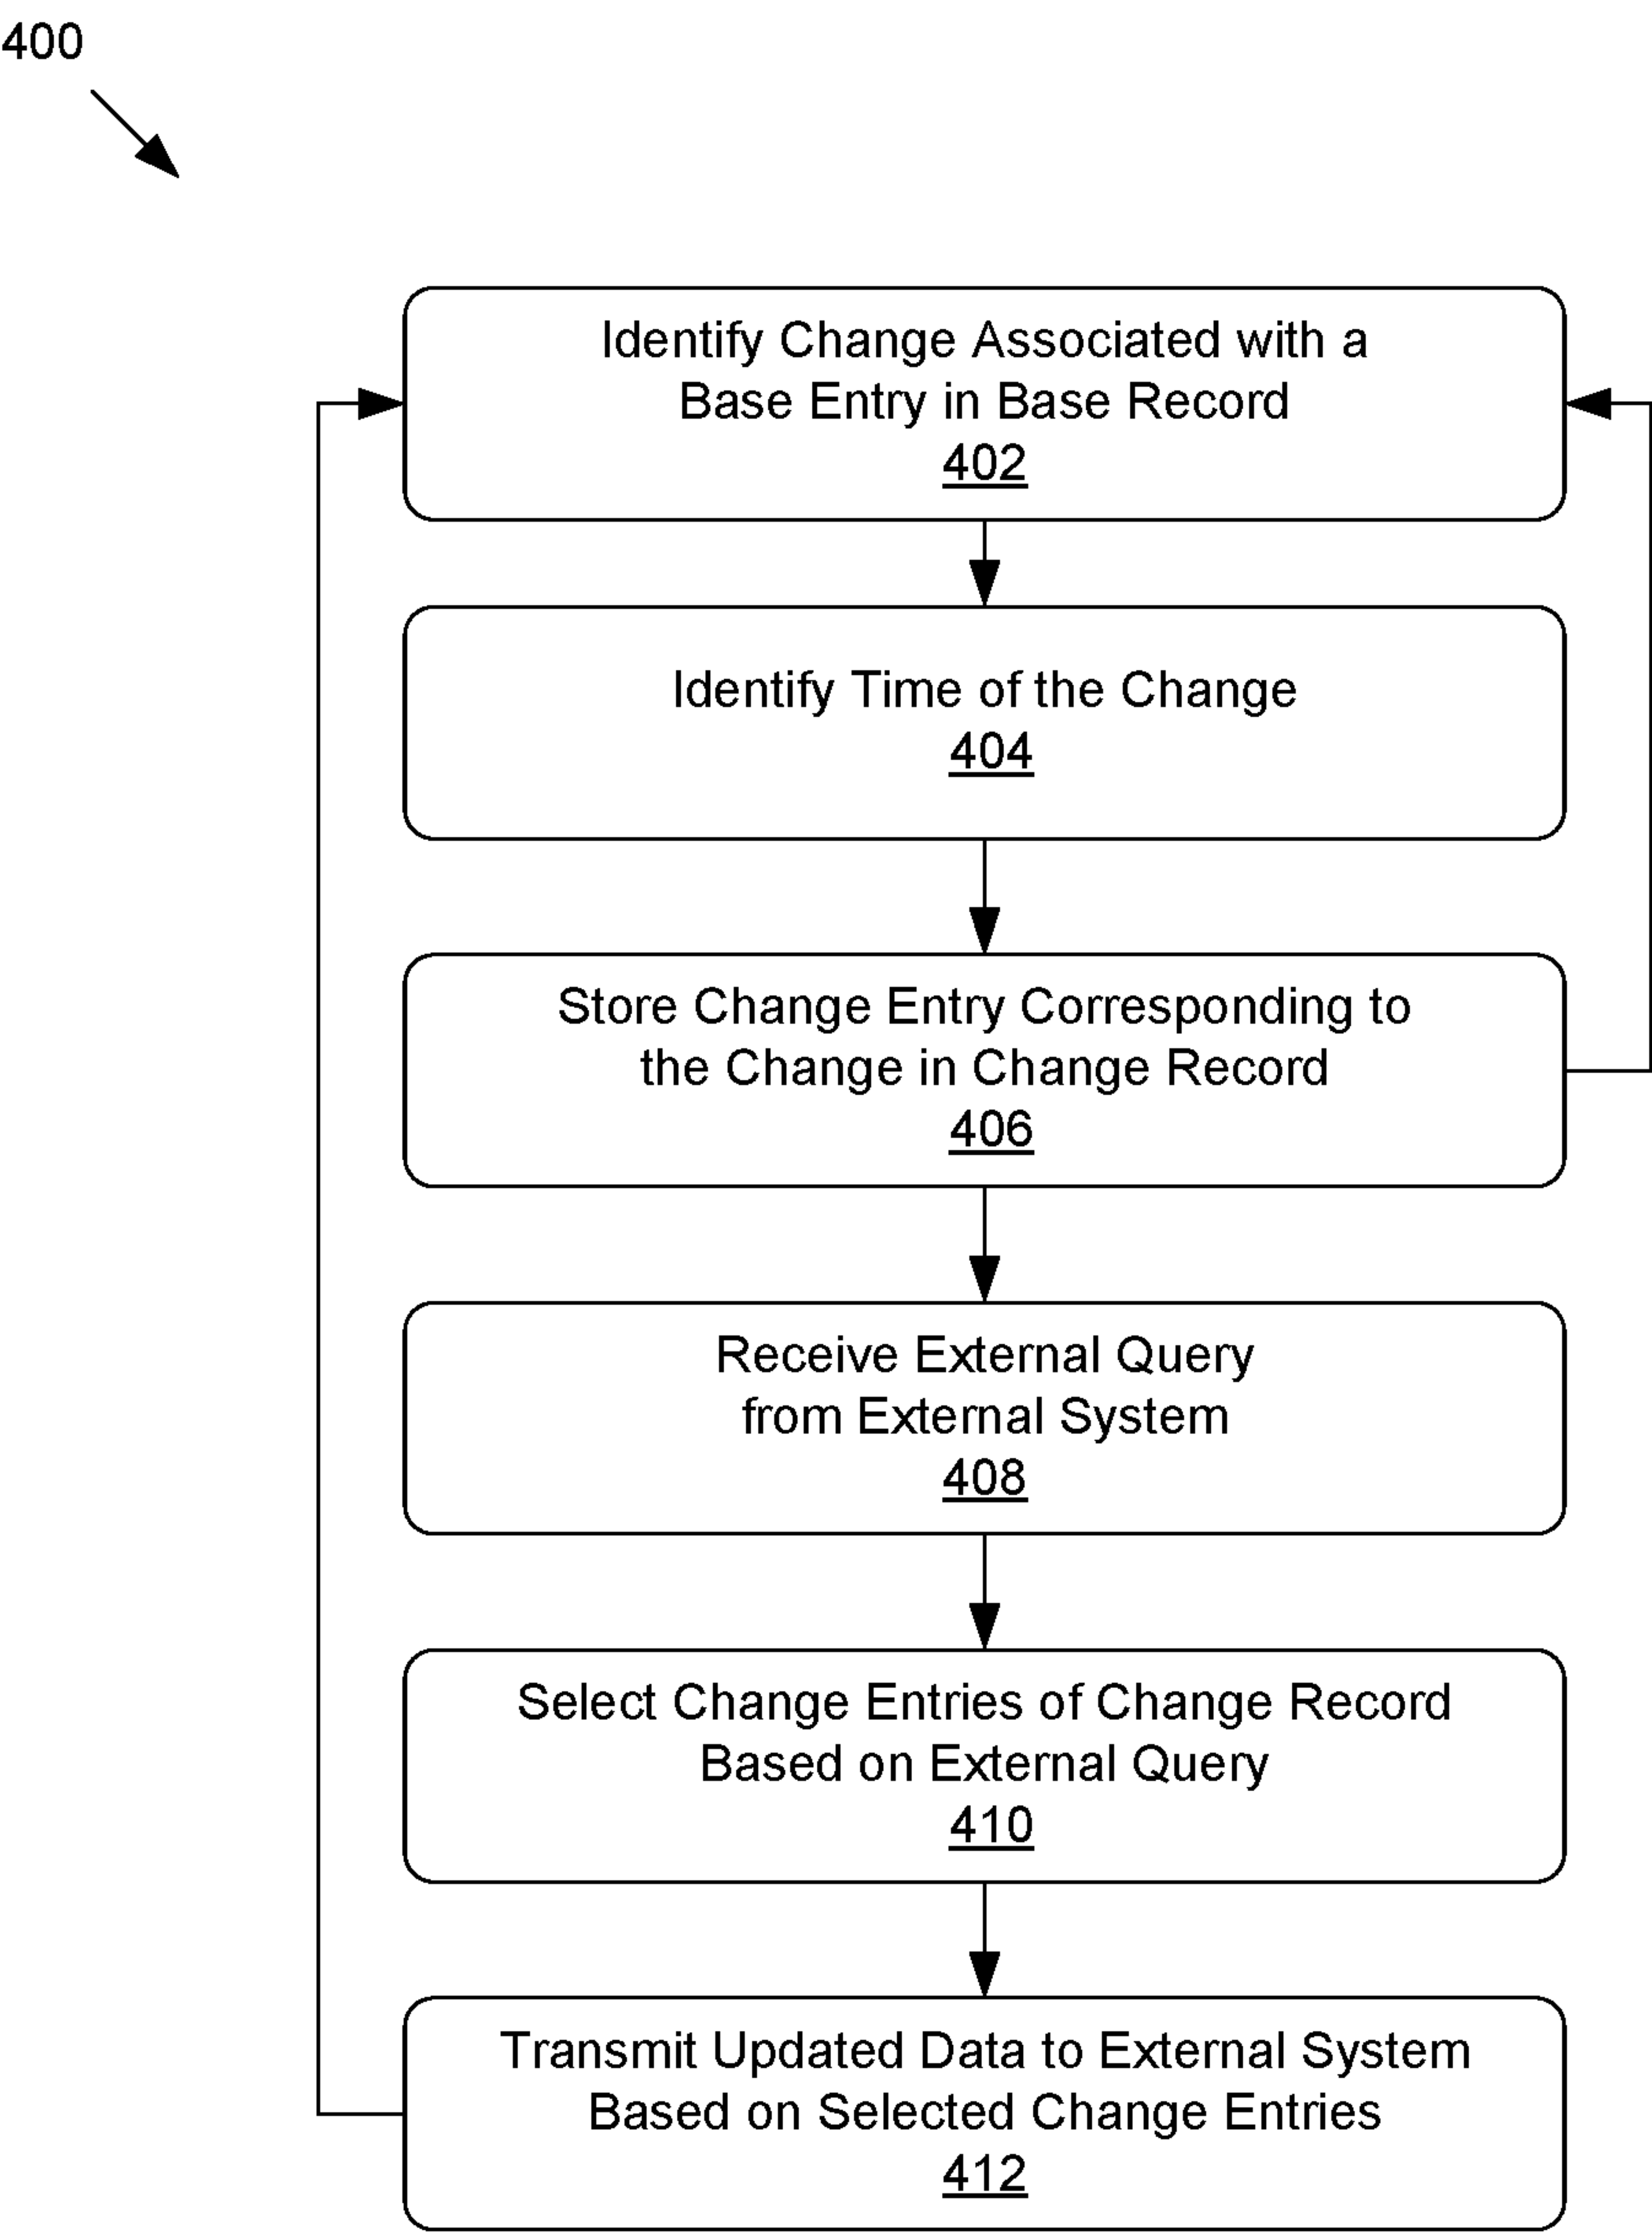 400
Identify Change Associated with a
Base Entry in Base Record
402
Identify Time of the Change
404
Store Change Entry Corresponding to
the Change in Change Record
406
Receive External Query
from External System
408
Select Change Entries of Change Record
Based on External Query
410
Transmit Updated Data to External System
Based on Selected Change Entries
412